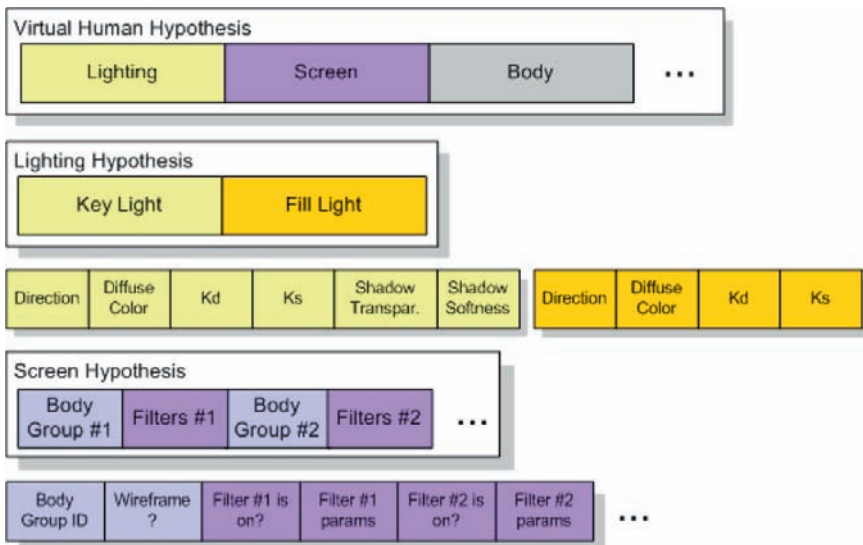 Virtual Human Hypothesis
Lighting Screen Body ...
Lighting Hypothesis
Key Light Fill Light
Direction
Diffuse
Color
Kd
Ks
Shadow
Transpar.
Shadow
Softness
Direction
Diffuse
Color
Kd
Ks
Screen Hypothesis
Body
Group #1
Filters #1
Body
Group #2
Filters #2
...
Body
Group ID
Wireframe
?
Filter #1 is
on?
Filter #1
params
Filter #2 is
on?
Filter #2
params
...